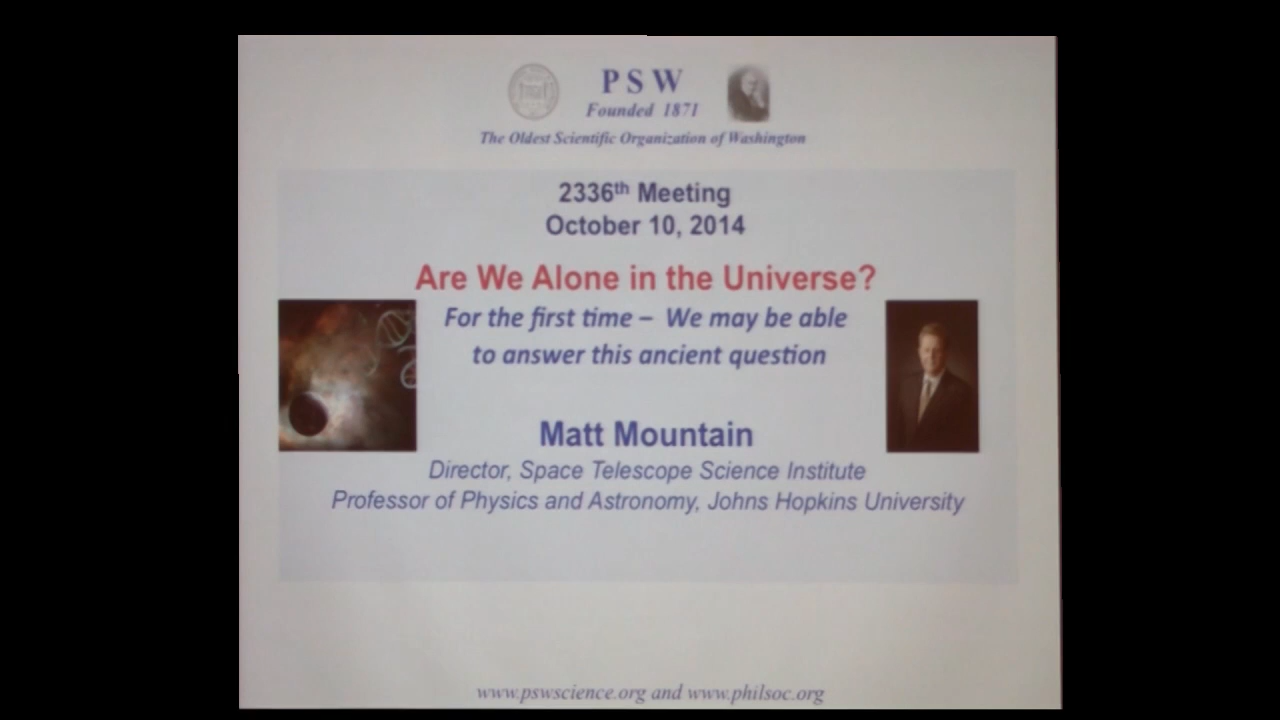 PSW
Founded 1871
The Oldest Scientific Organization of Washington
2336th Meeting
October 10, 2014
Are We Alone in the Universe?
For the first time – We may be able
to answer this ancient question
Matt Mountain
Director, Space Telescope Science Institute
Professor of Physics and Astronomy, Johns Hopkins University
www.pswscience.org and www.philsoc.org